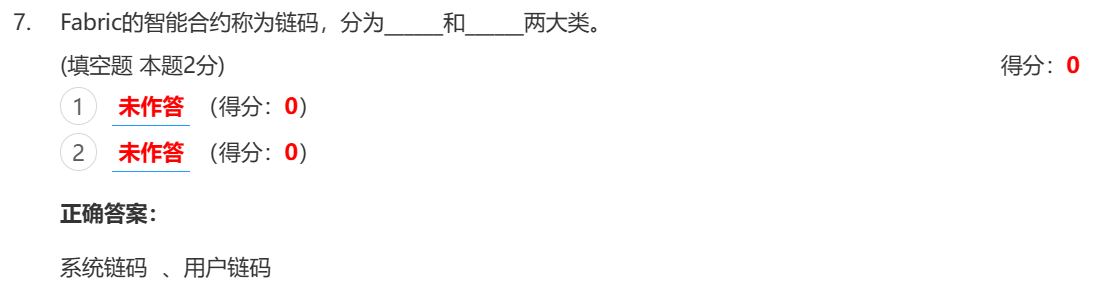 7. Fabric的智能合约称为链码，分为______和______两大类。
(填空题 本题2分) 得分：0
1 未作答 (得分：0)
2 未作答 (得分：0)
正确答案：
系统链码 、用户链码